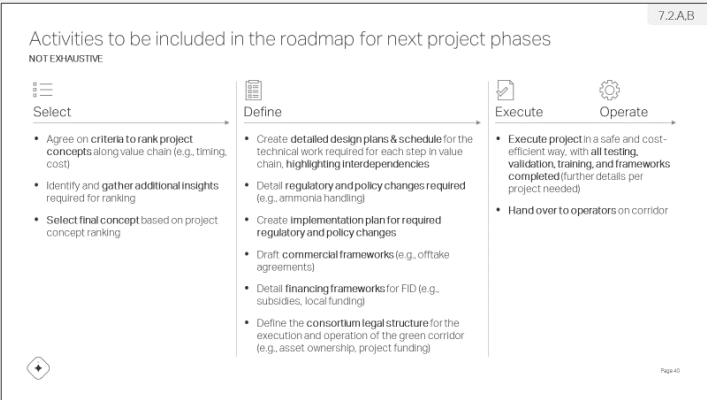 7.2.A,B
Activities to be included in the roadmap for next project phases
NOT EXHAUSTIVE
Select
• Agree on criteria to rank project
concepts along value chain (e.g., timing,
cost)
• Identify and gather additional insights
required for ranking
• Select final concept based on project
concept ranking
Define
• Create detailed design plans & schedule for the
technical work required for each step in value
chain, highlighting interdependencies
• Detail regulatory and policy changes required
(e.g., ammonia handling)
• Create implementation plan for required
regulatory and policy changes
• Draft commercial frameworks (e.g., offtake
agreements)
• Detail financing frameworks for FID (e.g.,
subsidies, local funding)
• Define the consortium legal structure for the
execution and operation of the green corridor
(e.g., asset ownership, project funding)
Execute
Operate
• Execute project in a safe and cost-
efficient way, with all testing,
validation, training, and frameworks
completed (further details per
project needed)
• Hand over to operators on corridor
Page 40